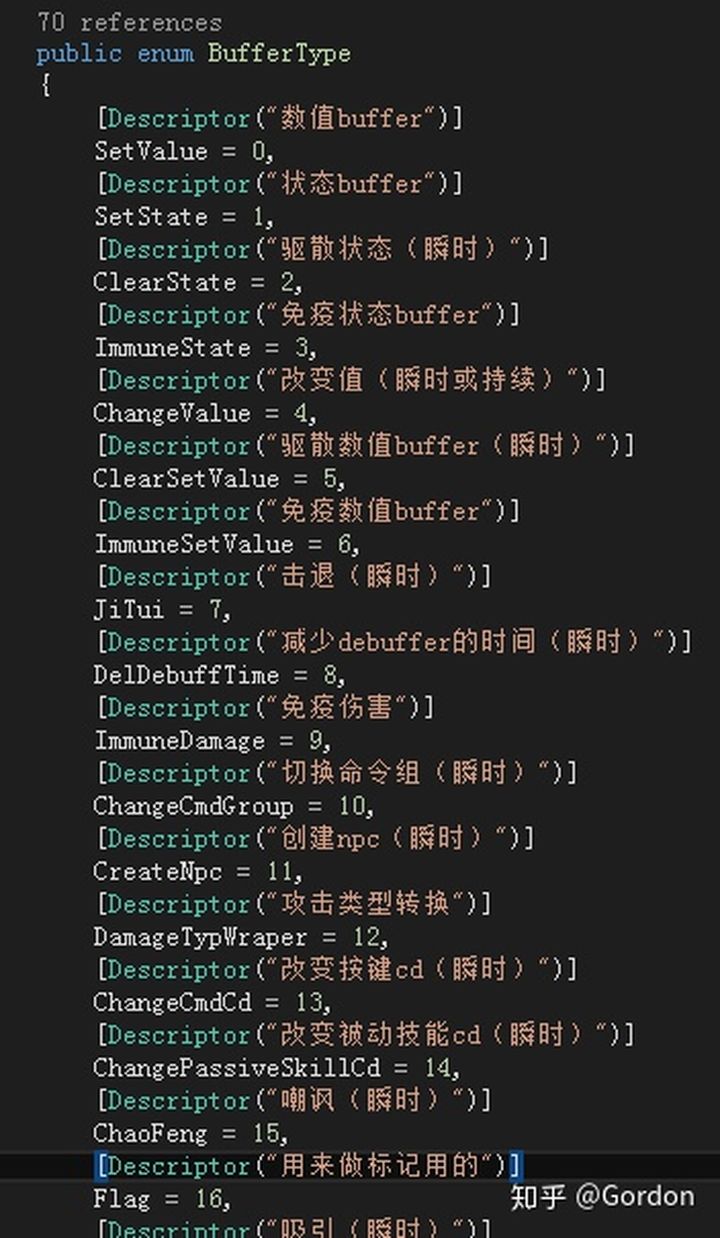 70 references
public enum BufferType
{
[Descriptor("数值buffer")]
SetValue = 0,
[Descriptor("状态buffer")]
SetState = 1,
[Descriptor("驱散状态（瞬时）")]
ClearState = 2,
[Descriptor("免疫状态buffer")]
ImmuneState = 3,
[Descriptor("改变值（瞬时或持续）")]
ChangeValue = 4,
[Descriptor("驱散数值buffer（瞬时）")]
ClearSetValue = 5,
[Descriptor("免疫数值buffer")]
ImmuneSetValue = 6,
[Descriptor("击退（瞬时）")]
JiTui = 7,
[Descriptor("减少debuffer的时间（瞬时）")]
DelDebuffTime = 8,
[Descriptor("免疫伤害")]
ImmuneDamage = 9,
[Descriptor("切换命令组（瞬时）")]
ChangeCmdGroup = 10,
[Descriptor("创建npc（瞬时）")]
CreateNpc = 11,
[Descriptor("攻击类型转换")]
DamageTypWraper = 12,
[Descriptor("改变按键cd（瞬时）")]
ChangeCmdCd = 13,
[Descriptor("改变被动技能cd（瞬时）")]
ChangePassiveSkillCd = 14,
[Descriptor("嘲讽（瞬时）")]
ChaoFeng = 15,
[Descriptor("用来做标记用的")]
Flag = 16,
知乎 @Gordon
[Descriptor("吸引（瞬时）")]